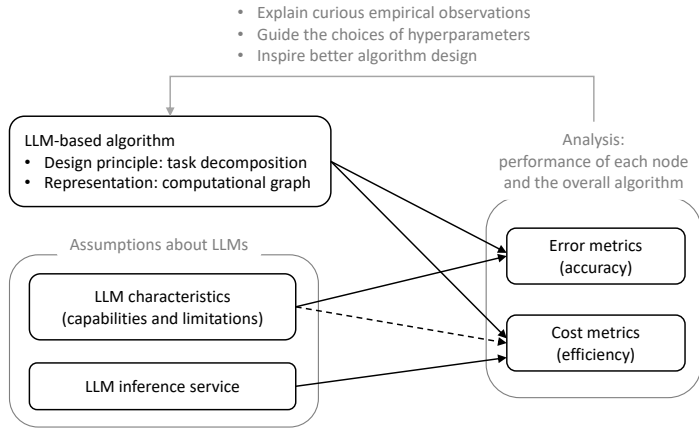 • Explain curious empirical observations
• Guide the choices of hyperparameters
• Inspire better algorithm design
LLM-based algorithm
• Design principle: task decomposition
• Representation: computational graph
Analysis:
performance of each node
and the overall algorithm
Assumptions about LLMs
LLM characteristics
(capabilities and limitations)
LLM inference service
Error metrics
(accuracy)
Cost metrics
(efficiency)